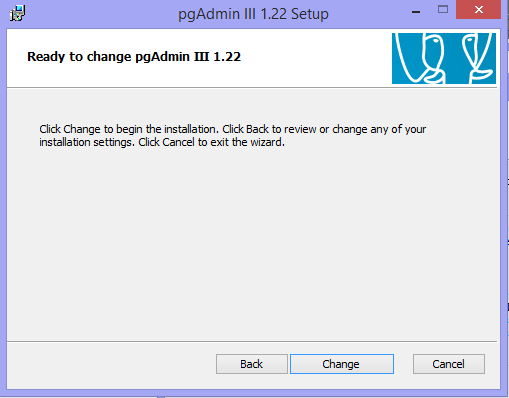 pgAdmin III 1.22 Setup
Ready to change pgAdmin III 1.22
Click Change to begin the installation. Click Back to review or change any of your
installation settings. Click Cancel to exit the wizard.
Back
Change
Cancel